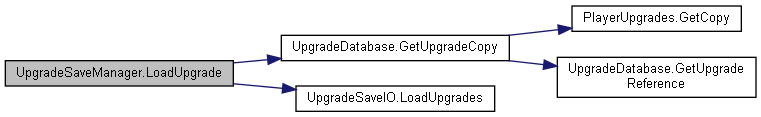 UpgradeSaveManager.LoadUpgrade
UpgradeDatabase.GetUpgradeCopy
UpgradeSaveIO.LoadUpgrades
PlayerUpgrades.GetCopy
UpgradeDatabase.GetUpgrade
Reference